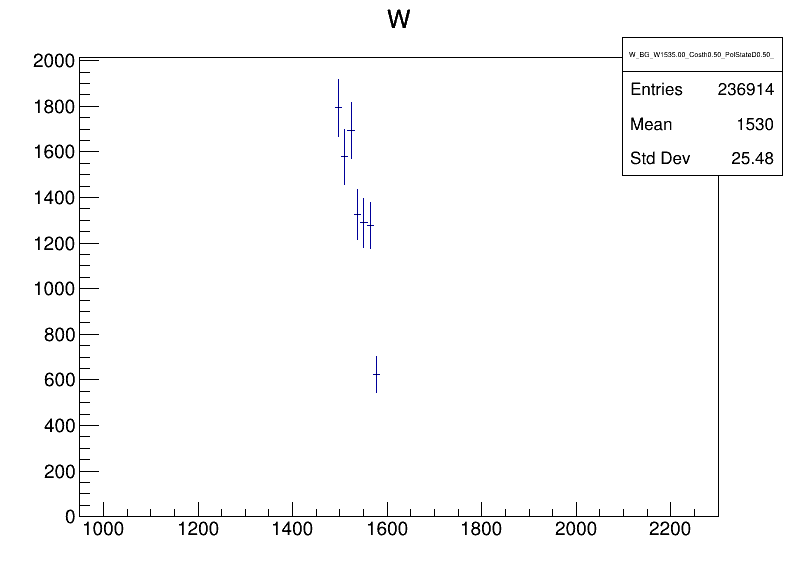 W
W_BG_W1535.00_Costh0.50_PolStateD0.50_
Entries 236914
Mean 1530
Std Dev 25.48
2000
1800
1600
1400
1200
1000
800
600
400
200
0
1000 1200 1400 1600 1800 2000 2200